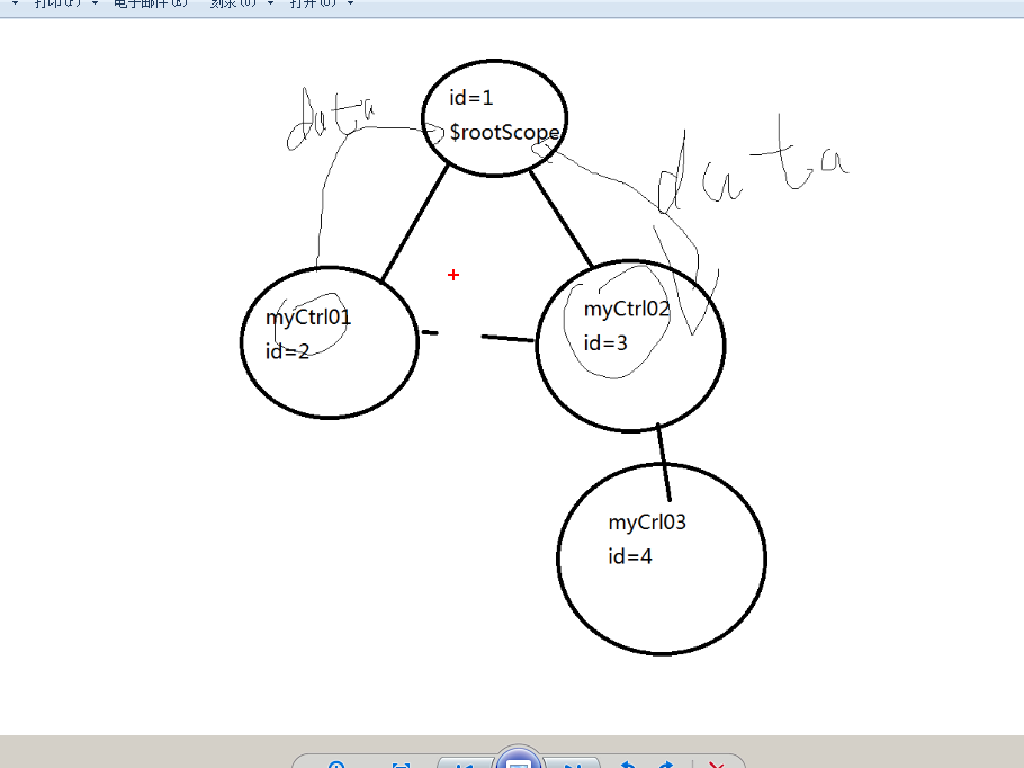 打印(P) 电子邮件(E) 刻录(U) 打开(O)
id=1
$rootScope
data
data
myCtrl01
id=2
myCtrl02
id=3
myCrl03
id=4